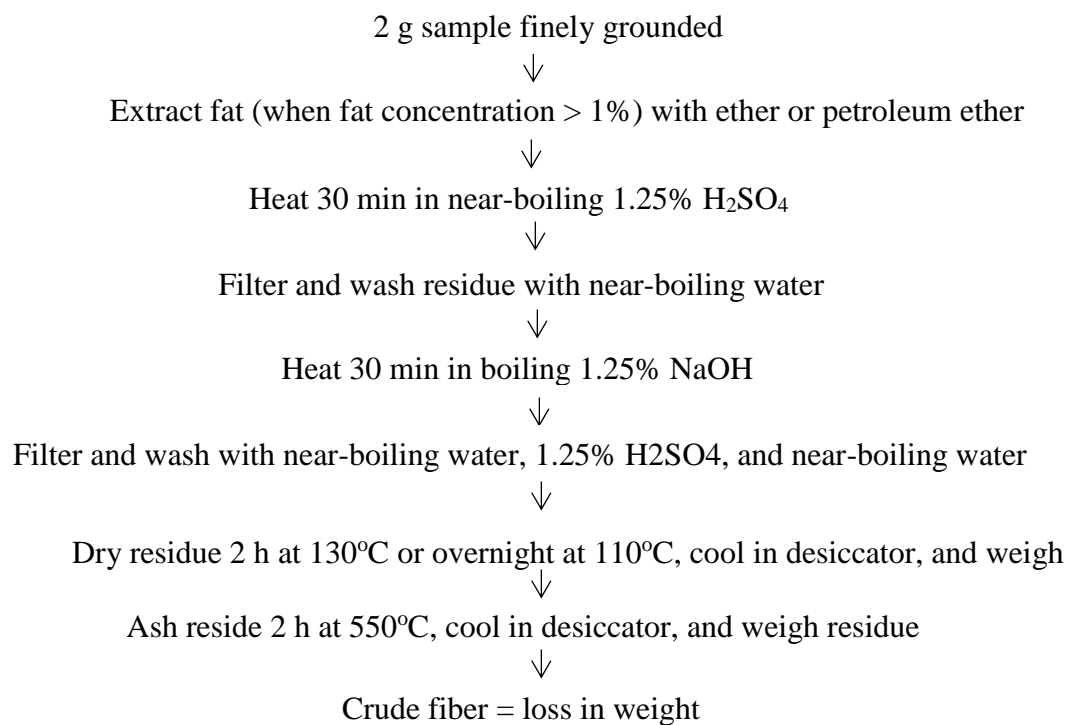 2 g sample finely grounded
Extract fat (when fat concentration > 1%) with ether or petroleum ether
Heat 30 min in near-boiling 1.25% H₂SO₄
Filter and wash residue with near-boiling water
Heat 30 min in boiling 1.25% NaOH
Filter and wash with near-boiling water, 1.25% H2SO4, and near-boiling water
Dry residue 2 h at 130ºC or overnight at 110ºC, cool in desiccator, and weigh
Ash reside 2 h at 550ºC, cool in desiccator, and weigh residue
Crude fiber = loss in weight